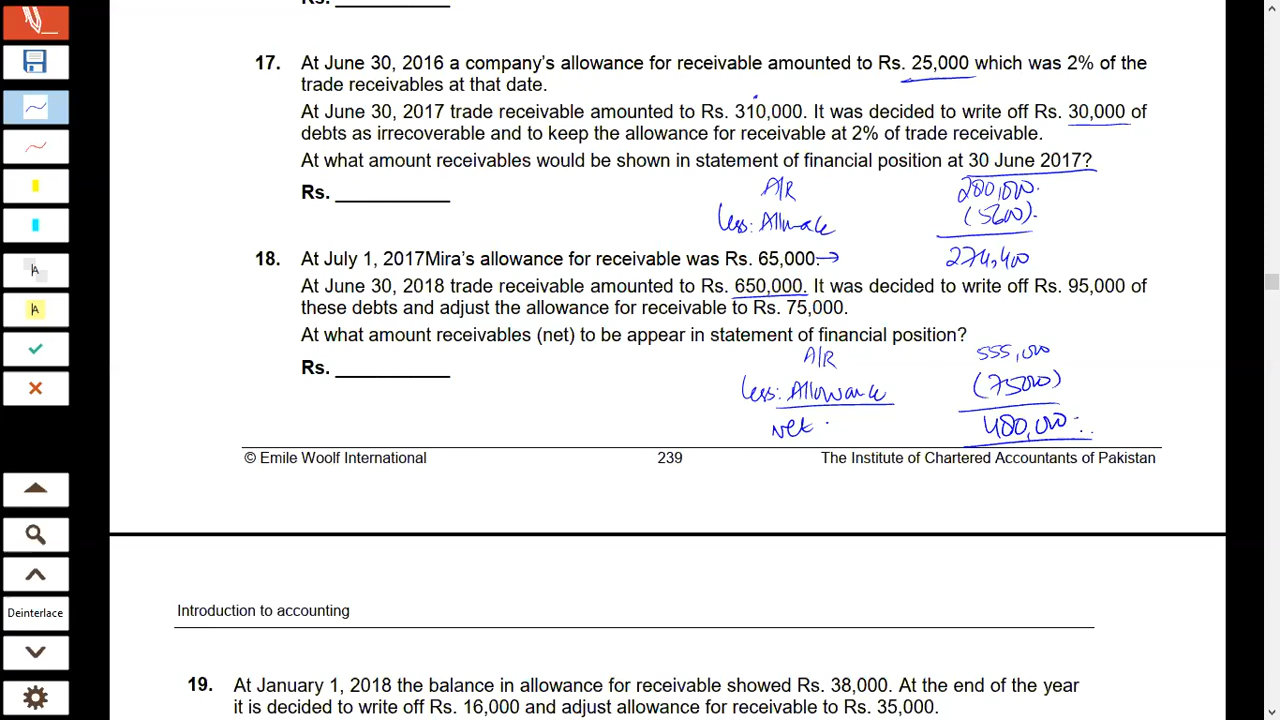 17. At June 30, 2016 a company's allowance for receivable amounted to Rs. 25,000 which was 2% of the
trade receivables at that date.
At June 30, 2017 trade receivable amounted to Rs. 310,000. It was decided to write off Rs. 30,000 of
debts as irrecoverable and to keep the allowance for receivable at 2% of trade receivable.
At what amount receivables would be shown in statement of financial position at 30 June 2017?
Rs. __________
A/R 280,000.
less: Allowance (5600).
274,400
18. At July 1, 2017Mira's allowance for receivable was Rs. 65,000. →
At June 30, 2018 trade receivable amounted to Rs. 650,000. It was decided to write off Rs. 95,000 of
these debts and adjust the allowance for receivable to Rs. 75,000.
At what amount receivables (net) to be appear in statement of financial position?
Rs. __________
A/R 555,000
less: Allowance (75000)
Net 480,000
© Emile Woolf International 239 The Institute of Chartered Accountants of Pakistan
Deinterlace
Introduction to accounting
19. At January 1, 2018 the balance in allowance for receivable showed Rs. 38,000. At the end of the year
it is decided to write off Rs. 16,000 and adjust allowance for receivable to Rs. 35,000.